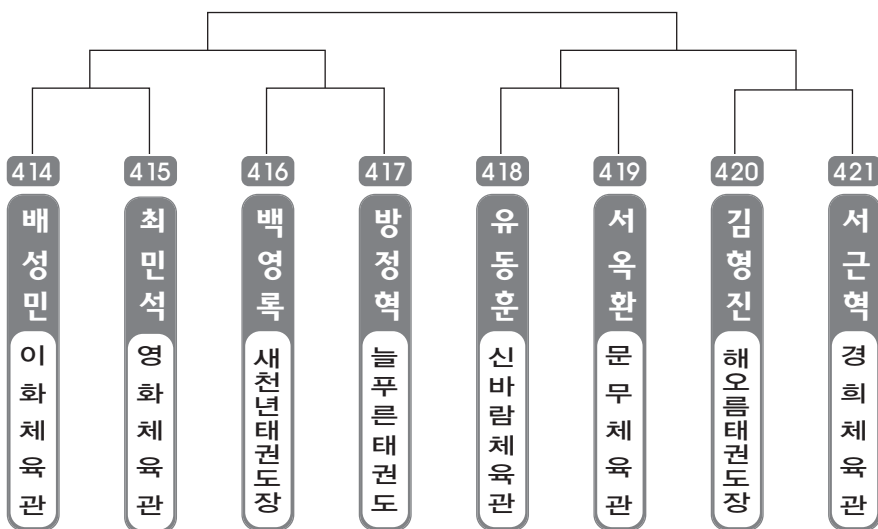 414
415
416
417
418
419
420
421
배성민
최민석
백영록
방정혁
유동훈
서옥환
김형진
서근혁
이화체육관
영화체육관
새천년태권도장
늘푸른태권도
신바람체육관
문무체육관
해오름태권도장
경희체육관